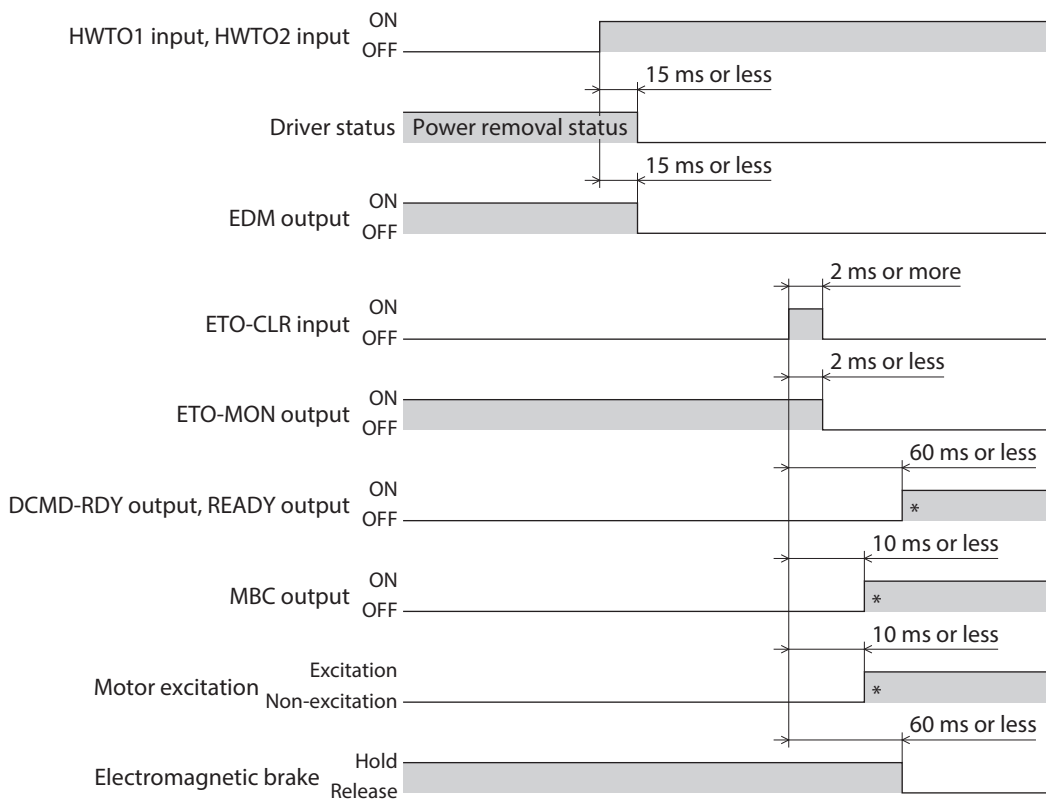 HWTO1 input, HWTO2 input
ON
OFF
15 ms or less
Driver status
Power removal status
15 ms or less
EDM output
ON
OFF
2 ms or more
ETO-CLR input
ON
OFF
2 ms or less
ETO-MON output
ON
OFF
60 ms or less
DCMD-RDY output, READY output
ON
OFF
*
10 ms or less
MBC output
ON
OFF
*
10 ms or less
Motor excitation
Excitation
Non-excitation
*
60 ms or less
Electromagnetic brake
Hold
Release